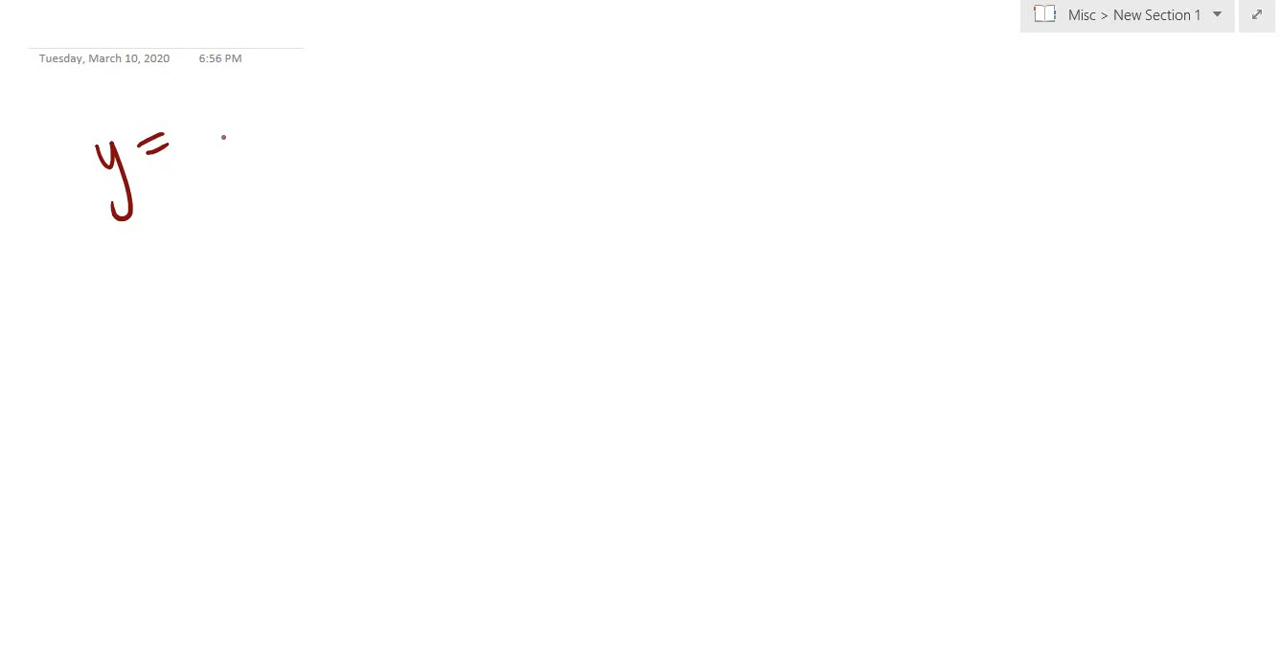 Misc > New Section 1
Tuesday, March 10, 2020 6:56 PM
y =